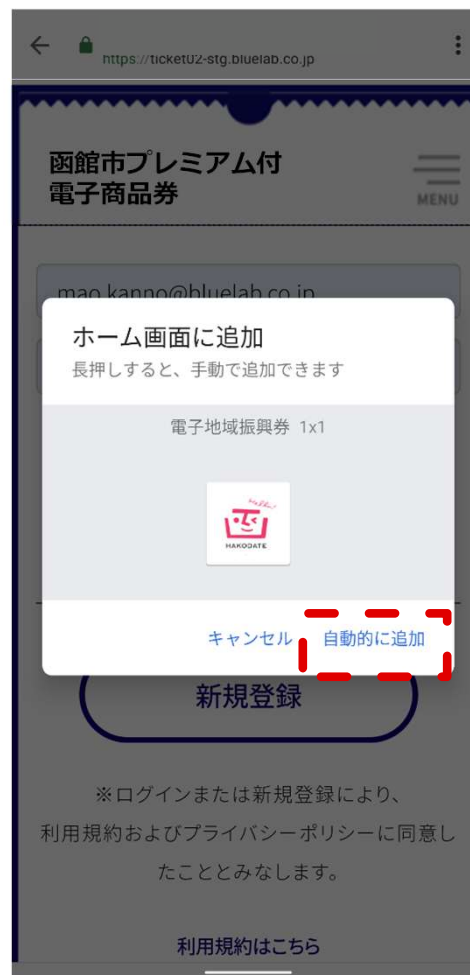 https://ticket02-stg.bluelab.co.jp
函館市プレミアム付
電子商品券
MENU
mao.kanno@bluelab.co.jp
ホーム画面に追加
長押しすると、手動で追加できます
電子地域振興券 1x1
Hello!
HAKODATE
キャンセル
自動的に追加
新規登録
※ログインまたは新規登録により、
利用規約およびプライバシーポリシーに同意し
たこととみなします。
利用規約はこちら